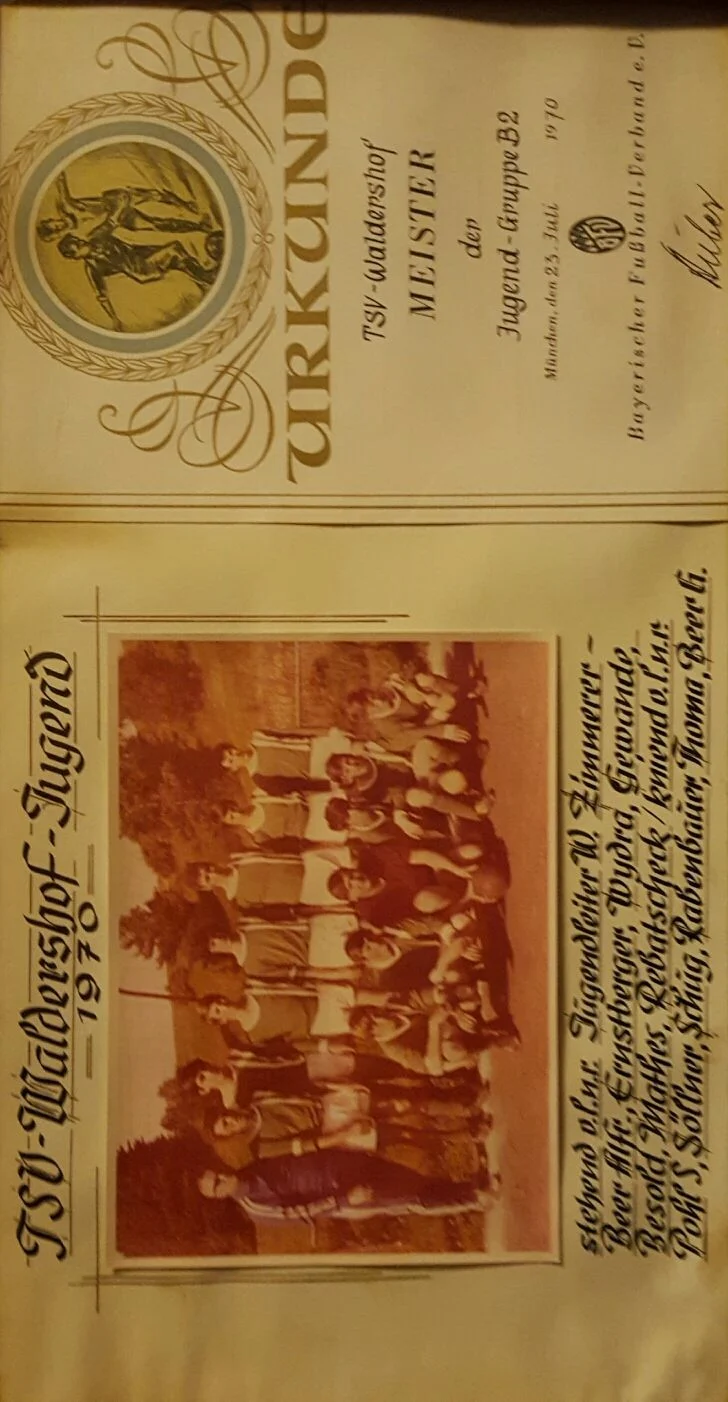 TSV-Waldershof-Jugend
1970
stehend v.l.n.r. Jugendleiter W. Zimmerer-
Beer Alfr., Ernstberger, Wydra, Gewande,
Besold, Mathes, Rebatscheck / kniend v.l.n.r.
Pohl S, Söllner, Schug, Rabenbauer, Thoma, Beer G.
URKUNDE
TSV-Waldershof
MEISTER
der
Jugend-Gruppe B2
München, den 25. Juli 1970
Bayerischer Fußball-Verband e. V.